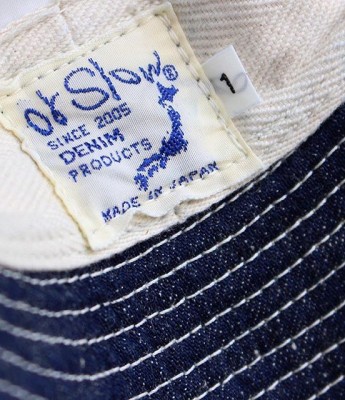 or Slow®
1
SINCE 2005
DENIM
PRODUCTS
MADE IN JAPAN